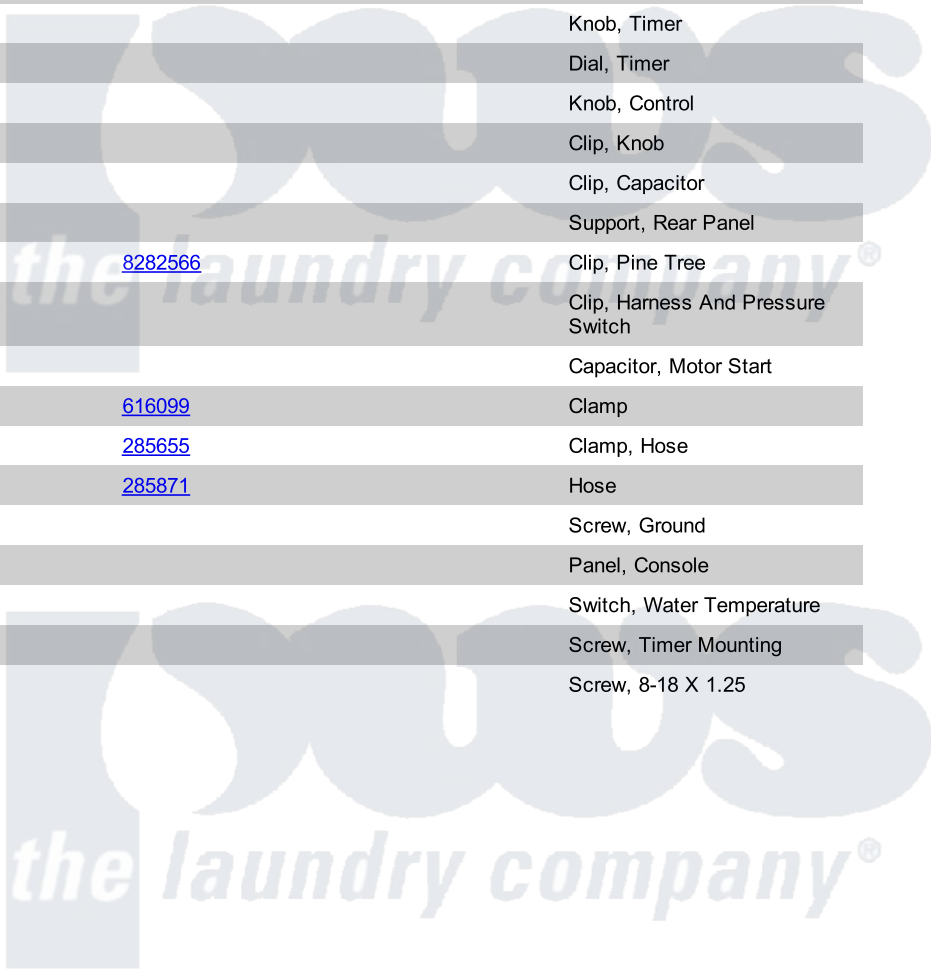 Knob, Timer
Dial, Timer
Knob, Control
Clip, Knob
Clip, Capacitor
Support, Rear Panel
8282566 Clip, Pine Tree
Clip, Harness And Pressure
Switch
Capacitor, Motor Start
616099 Clamp
285655 Clamp, Hose
285871 Hose
Screw, Ground
Panel, Console
Switch, Water Temperature
Screw, Timer Mounting
Screw, 8-18 X 1.25
pws
the laundry company®
pws
the laundry company®